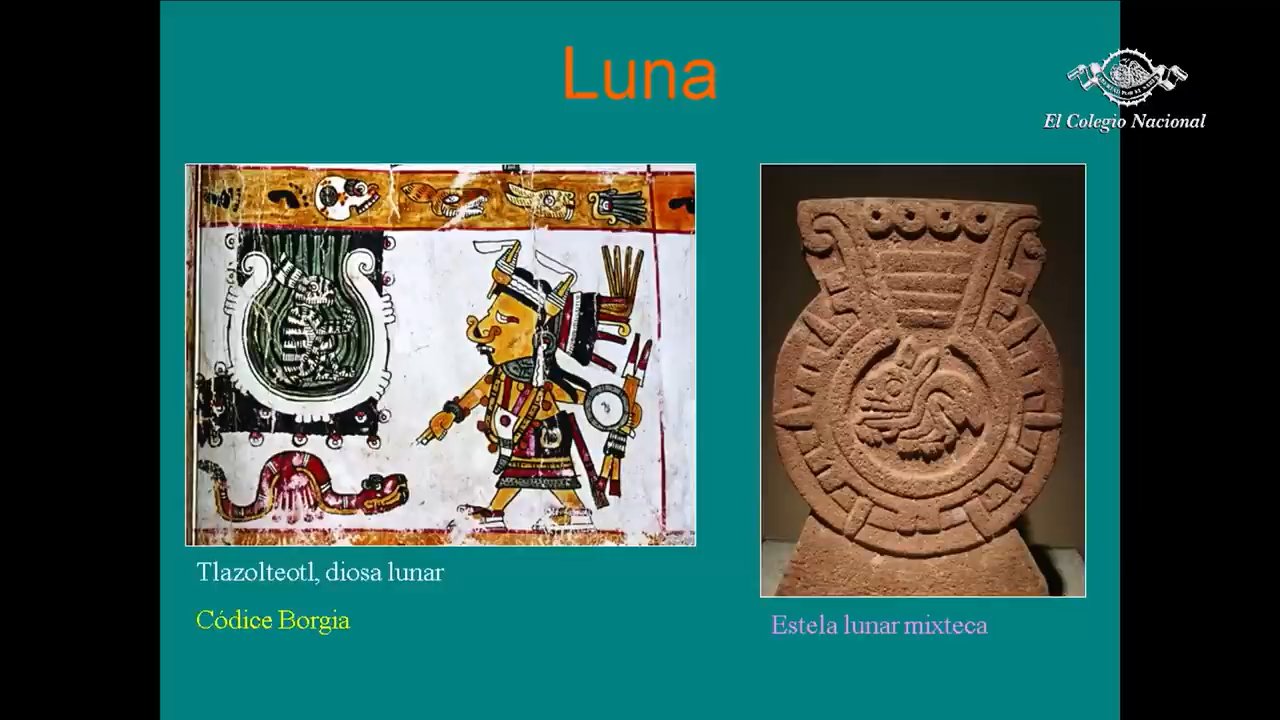 Luna
El Colegio Nacional
Tlazolteotl, diosa lunar
Códice Borgia
Estela lunar mixteca